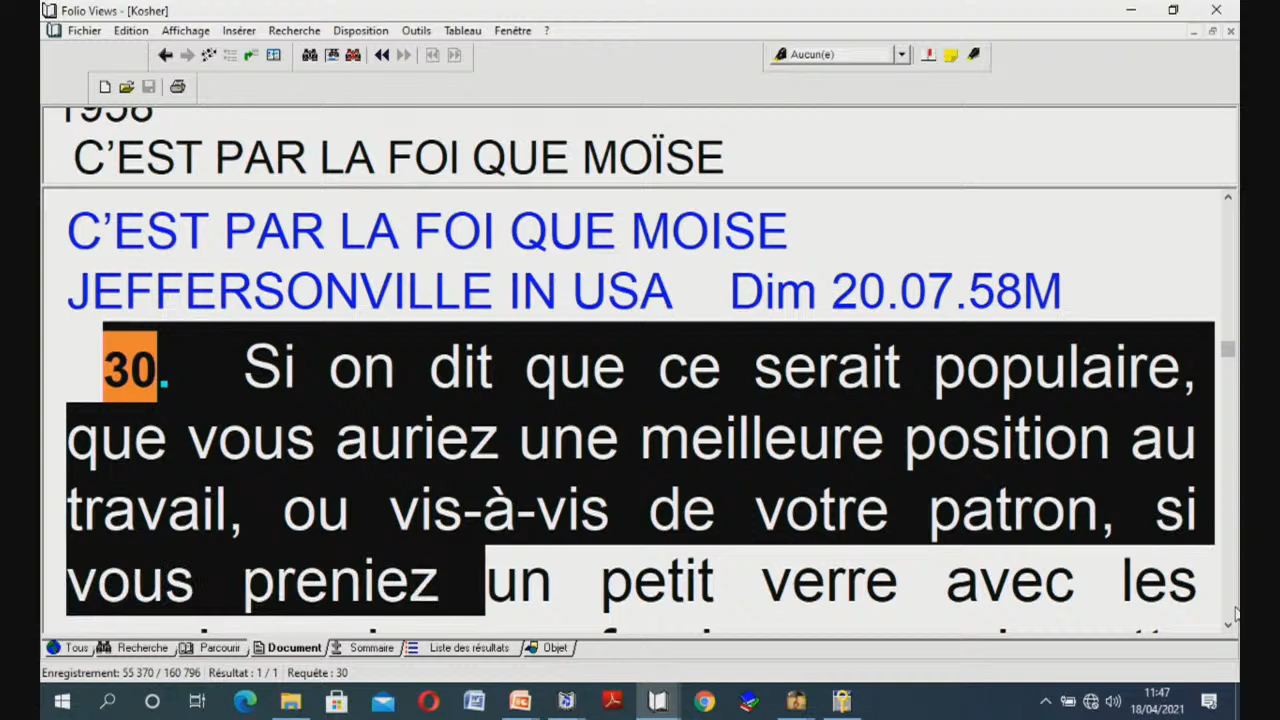 Folio Views - [Kosher]
Fichier Edition Affichage Insérer Recherche Disposition Outils Tableau Fenêtre ?
Aucun(e)
1958
C’EST PAR LA FOI QUE MOÏSE
C’EST PAR LA FOI QUE MOISE
JEFFERSONVILLE IN USA Dim 20.07.58M
30. Si on dit que ce serait populaire,
que vous auriez une meilleure position au
travail, ou vis-à-vis de votre patron, si
vous preniez un petit verre avec les
Tous Recherche Parcourir Document Sommaire Liste des résultats Objet
Enregistrement: 55 370 / 160 796 Résultat : 1 / 1 Requête : 30
11:47
18/04/2021